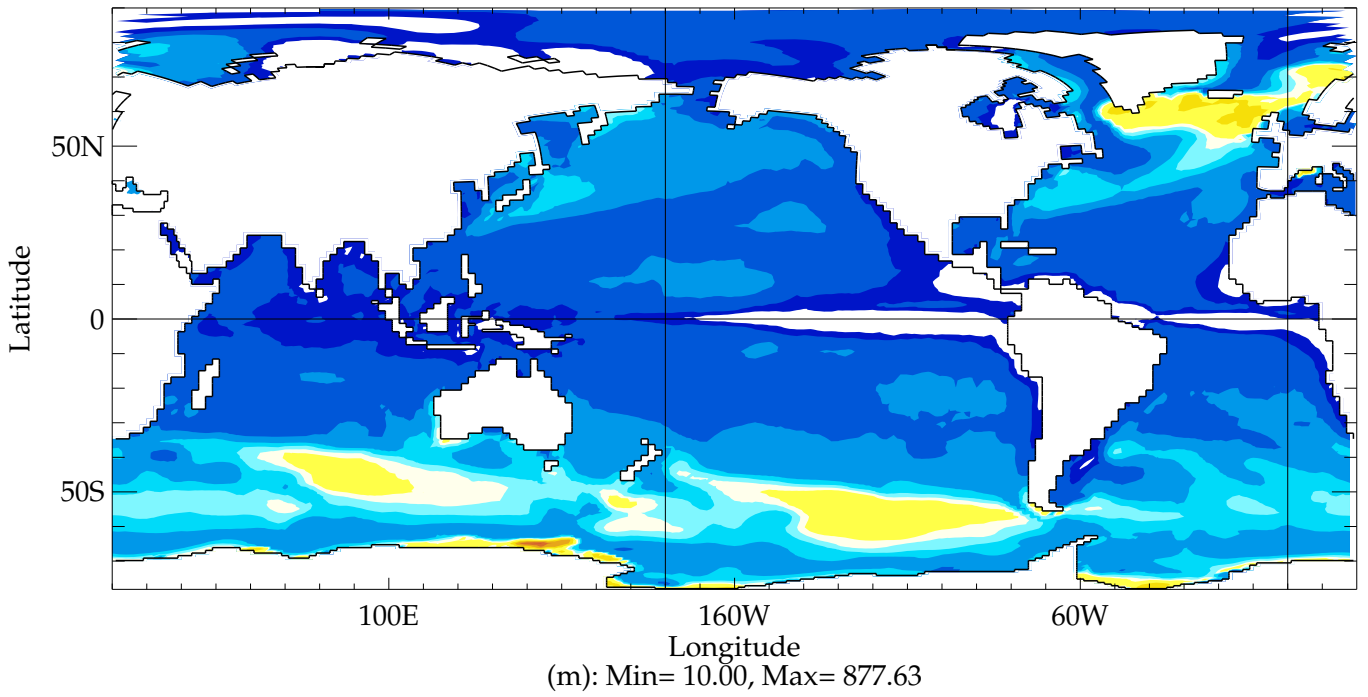 50N
0
50S
Latitude
100E 160W 60W
Longitude
(m): Min= 10.00, Max= 877.63